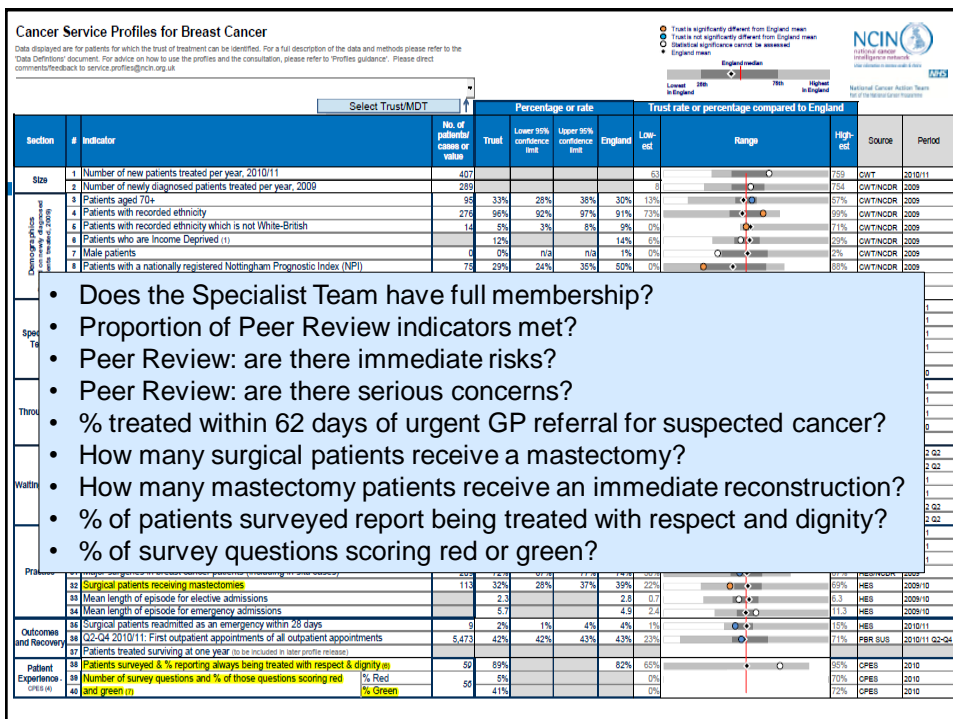 Cancer Service Profiles for Breast Cancer
Data displayed are for patients for which the trust of treatment can be identified. For a full description of the data and methods please refer to the
'Data Defintions' document. For advice on how to use the profiles and the consultation, please refer to 'Profiles guidance'. Please direct
comments/feedback to service.profles@ncin.org.uk
Trust is significantly different from England mean
Trust not significantly different from England mean
Statistical significance cannot be assessed
England mean
England median
Lowest in England 25th 75th Highest in England
NCIN
national cancer
intelligence network
NHS
National Cancer Action Team
Part of the National Cancer Programme
Select Trust/MDT
Percentage or rate Trust rate or percentage compared to England
Section # Indicator No. of patients/ cases or value Trust Lower 95% confidence limit Upper 95% confidence limit England Low-est Range High-est Source Period
Size 1 Number of new patients treated per year, 2010/11 407 63 759 CWT 2010/11
2 Number of newly diagnosed patients treated per year, 2009 289 8 754 CWT/NCDR 2009
3 Patients aged 70+ 95 33% 28% 38% 30% 13% 57% CWT/NCDR 2009
4 Patients with recorded ethnicity 276 96% 92% 97% 91% 73% 99% CWT/NCDR 2009
5 Patients with recorded ethnicity which is not White-British 14 5% 3% 8% 9% 0% 71% CWT/NCDR 2009
6 Patients who are Income Deprived (1) 12% 14% 6% 29% CWT/NCDR 2009
7 Male patients 0 0% n/a n/a 1% 0% 2% CWT/NCDR 2009
8 Patients with a nationally registered Nottingham Prognostic Index (NPI) 75 29% 24% 35% 50% 0% 88% CWT/NCDR 2009
• Does the Specialist Team have full membership?
• Proportion of Peer Review indicators met?
• Peer Review: are there immediate risks?
• Peer Review: are there serious concerns?
• % treated within 62 days of urgent GP referral for suspected cancer?
• How many surgical patients receive a mastectomy?
• How many mastectomy patients receive an immediate reconstruction?
• % of patients surveyed report being treated with respect and dignity?
• % of survey questions scoring red or green?
32 Surgical patients receiving mastectomies 113 32% 28% 37% 39% 22% 69% HES 2009/10
33 Mean length of episode for elective admissions 2.3 2.8 0.7 6.3 HES 2009/10
34 Mean length of episode for emergency admissions 5.7 4.9 2.4 11.3 HES 2009/10
Outcomes and Recovery 35 Surgical patients readmitted as an emergency within 28 days 9 2% 1% 4% 4% 1% 15% HES 2010/11
36 Q2-Q4 2010/11: First outpatient appointments of all outpatient appointments 5,473 42% 42% 43% 43% 23% 71% PBR SUS 2010/11 Q2-Q4
37 Patients treated surviving at one year (to be included in later profile release)
Patient Experience - CPES (4) 38 Patients surveyed & % reporting always being treated with respect & dignity (6) 50 89% 82% 65% 95% CPES 2010
39 Number of survey questions and % of those questions scoring red % Red 56 5% 0% 70% CPES 2010
40 and green (7) % Green 41% 0% 72% CPES 2010